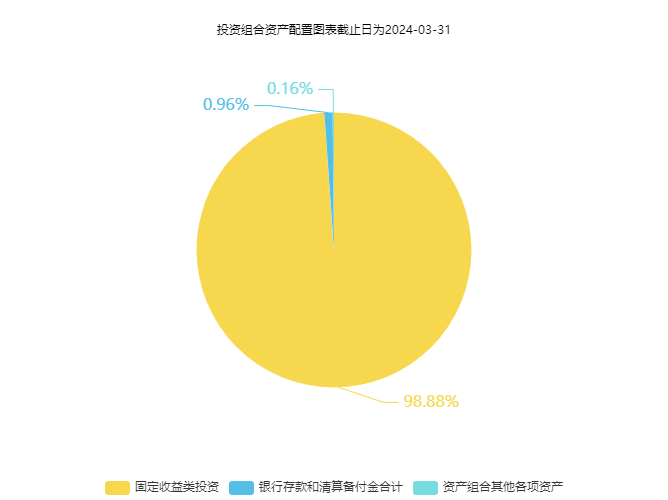 投资组合资产配置图表截止日为2024-03-31
0.16%
0.96%
98.88%
固定收益类投资
银行存款和清算备付金合计
资产组合其他各项资产